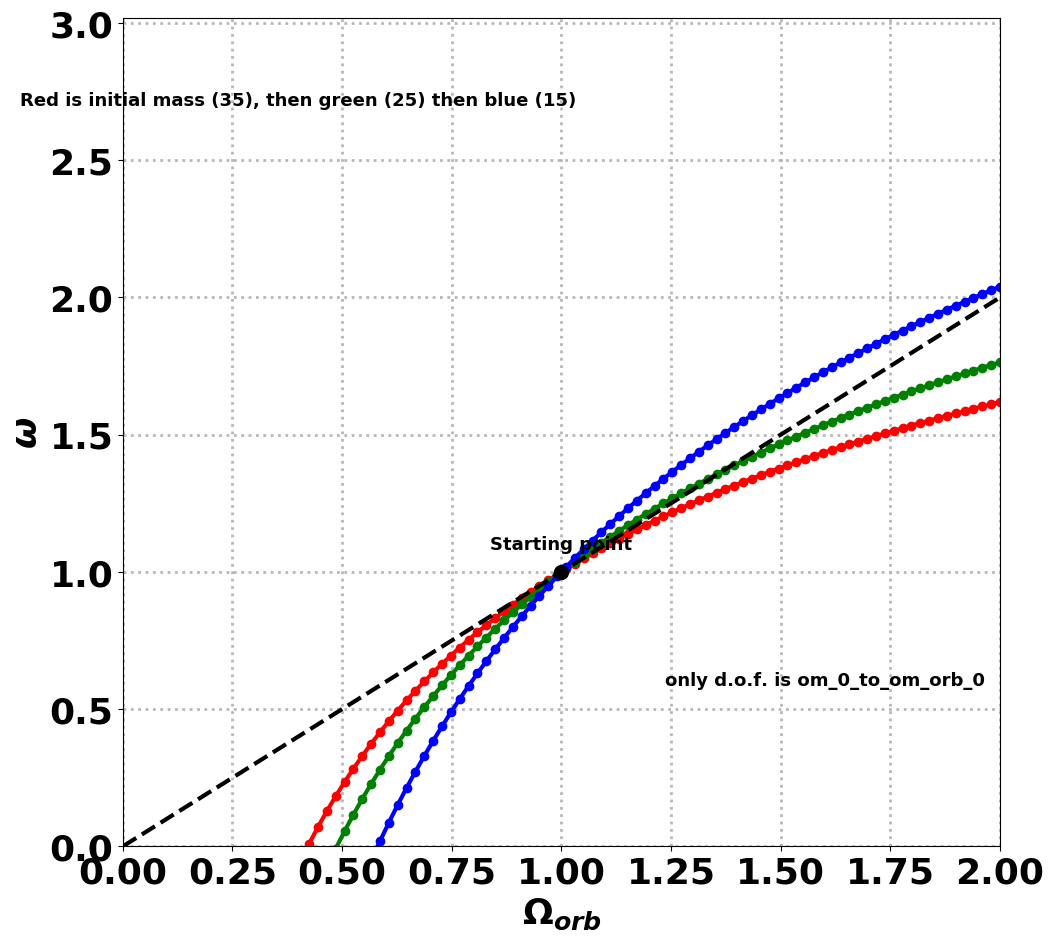 3.0
Red is initial mass (35), then green (25) then blue (15)
2.5
2.0
ω
1.5
Starting point
1.0
only d.o.f. is om_0_to_om_orb_0
0.5
0.0
0.00 0.25 0.50 0.75 1.00 1.25 1.50 1.75 2.00
Ω_orb